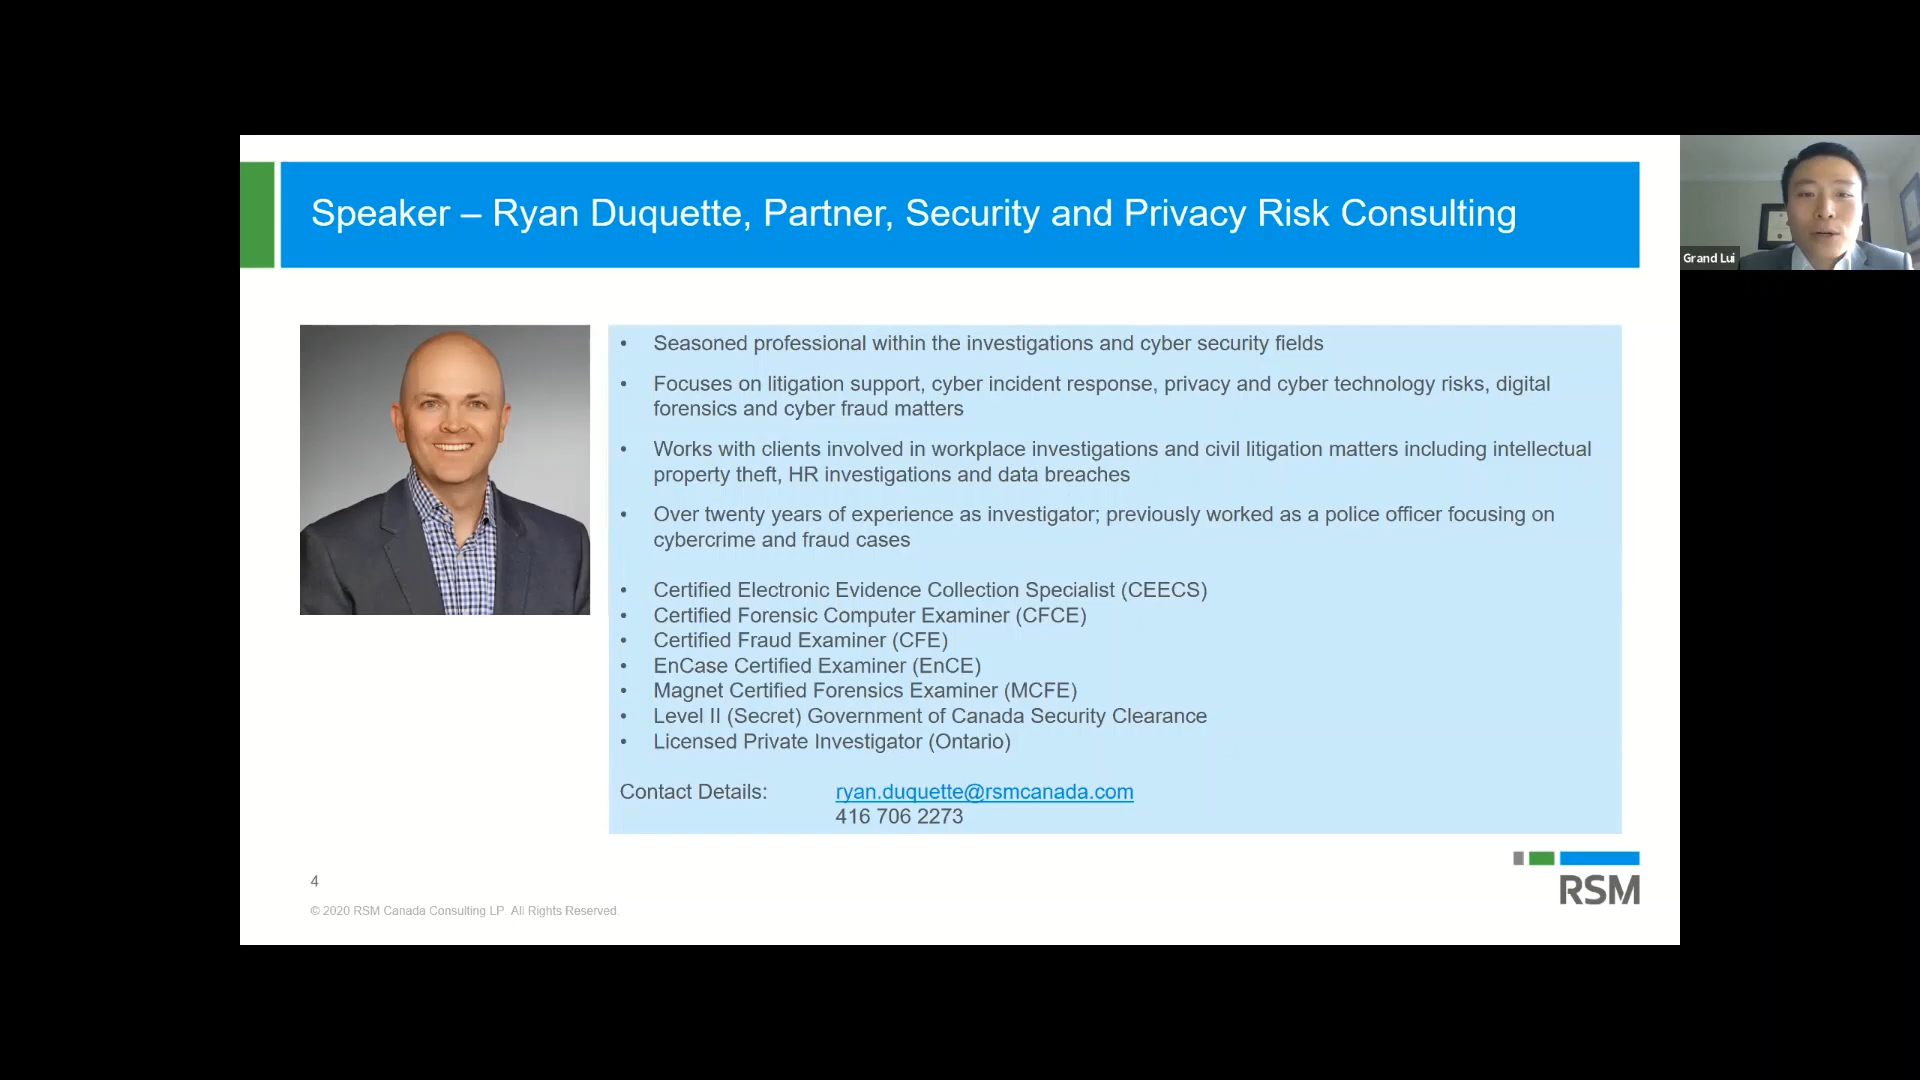 Speaker – Ryan Duquette, Partner, Security and Privacy Risk Consulting
Grand Lui
• Seasoned professional within the investigations and cyber security fields
• Focuses on litigation support, cyber incident response, privacy and cyber technology risks, digital
forensics and cyber fraud matters
• Works with clients involved in workplace investigations and civil litigation matters including intellectual
property theft, HR investigations and data breaches
• Over twenty years of experience as investigator; previously worked as a police officer focusing on
cybercrime and fraud cases
• Certified Electronic Evidence Collection Specialist (CEECS)
• Certified Forensic Computer Examiner (CFCE)
• Certified Fraud Examiner (CFE)
• EnCase Certified Examiner (EnCE)
• Magnet Certified Forensics Examiner (MCFE)
• Level II (Secret) Government of Canada Security Clearance
• Licensed Private Investigator (Ontario)
Contact Details: ryan.duquette@rsmcanada.com
416 706 2273
4
© 2020 RSM Canada Consulting LP. All Rights Reserved.
RSM